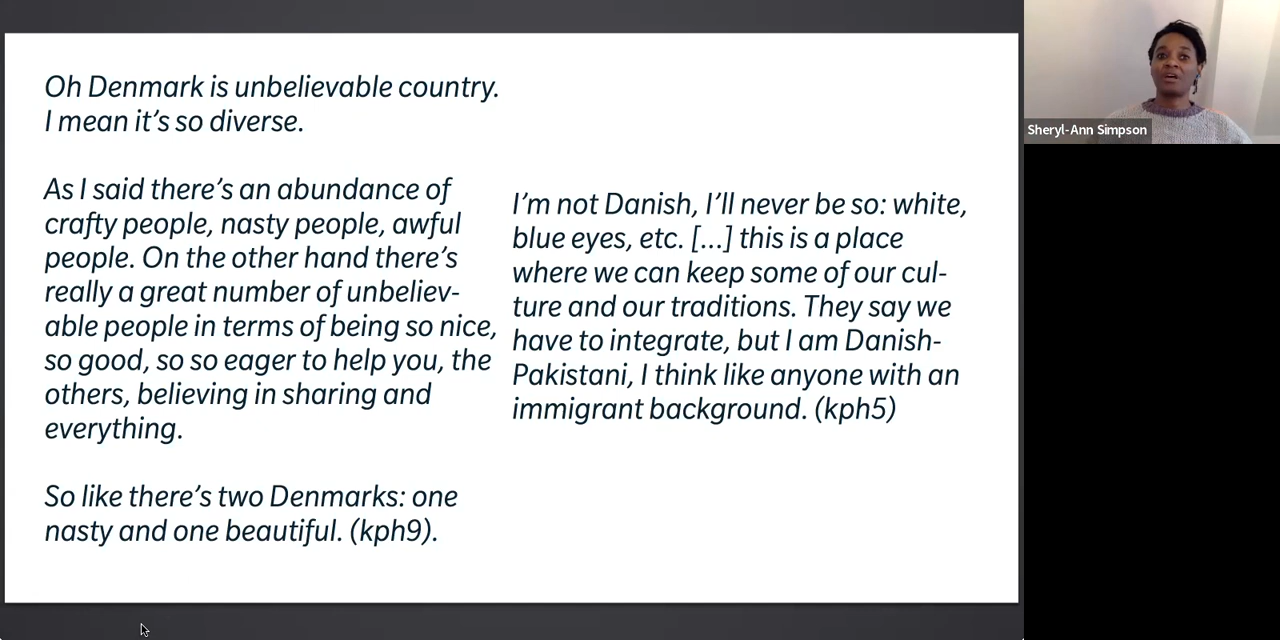 Oh Denmark is unbelievable country.
I mean it's so diverse.
As I said there's an abundance of
crafty people, nasty people, awful
people. On the other hand there's
really a great number of unbeliev-
able people in terms of being so nice,
so good, so so eager to help you, the
others, believing in sharing and
everything.
So like there's two Denmarks: one
nasty and one beautiful. (kph9).
I'm not Danish, I'll never be so: white,
blue eyes, etc. [...] this is a place
where we can keep some of our cul-
ture and our traditions. They say we
have to integrate, but I am Danish-
Pakistani, I think like anyone with an
immigrant background. (kph5)
Sheryl-Ann Simpson